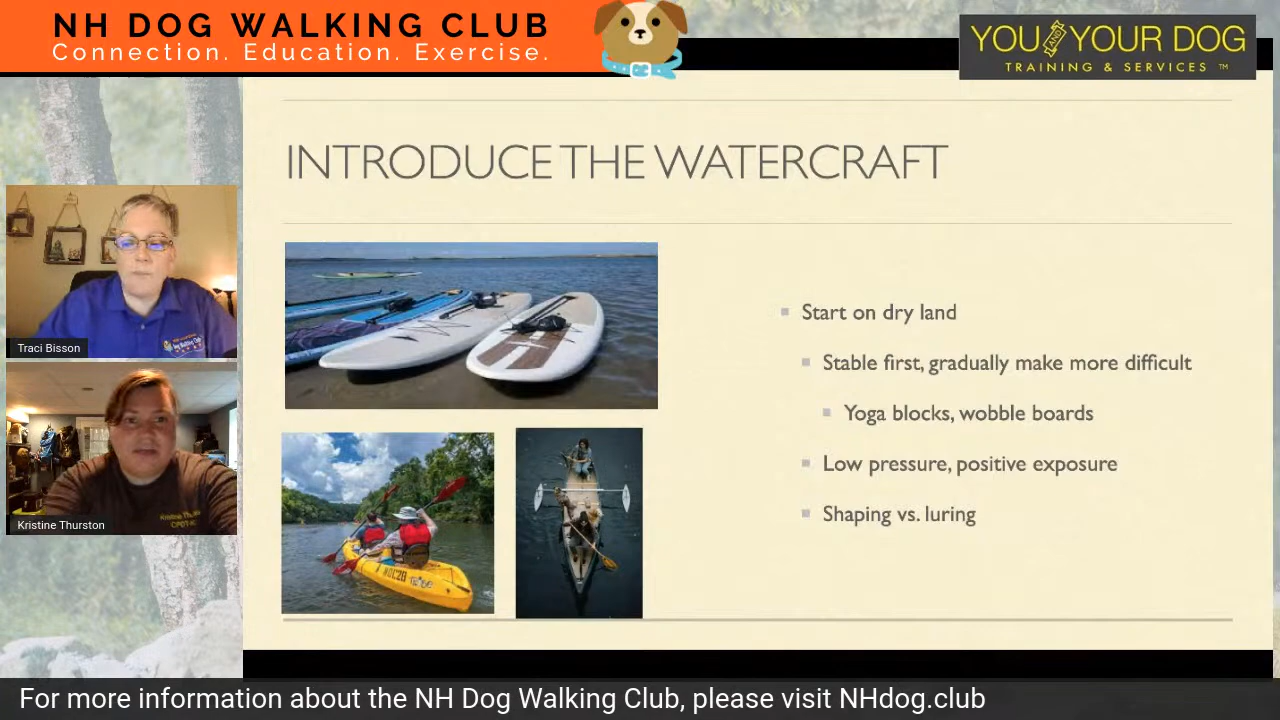 NH DOG WALKING CLUB
Connection. Education. Exercise.
YOU AND YOUR DOG
TRAINING & SERVICES ™
INTRODUCE THE WATERCRAFT
Start on dry land
Stable first, gradually make more difficult
Yoga blocks, wobble boards
Low pressure, positive exposure
Shaping vs. luring
Traci Bisson
Kristine Thurston
For more information about the NH Dog Walking Club, please visit NHdog.club